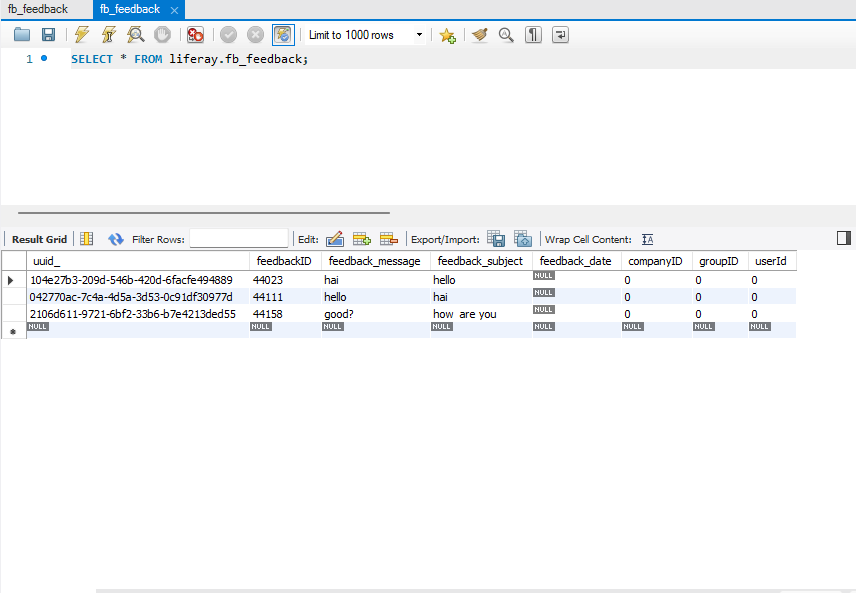 fb_feedback fb_feedback
Limit to 1000 rows
1 SELECT * FROM liferay.fb_feedback;
Result Grid Filter Rows: Edit: Export/Import: Wrap Cell Content:
uuid_ feedbackID feedback_message feedback_subject feedback_date companyID groupID userId
104e27b3-209d-546b-420d-6facfe494889 44023 hai hello NULL 0 0 0
042770ac-7c4a-4d5a-3d53-0c91df30977d 44111 hello hai NULL 0 0 0
2106d611-9721-6bf2-33b6-b7e4213ded55 44158 good? how are you NULL 0 0 0
NULL NULL NULL NULL NULL NULL NULL NULL